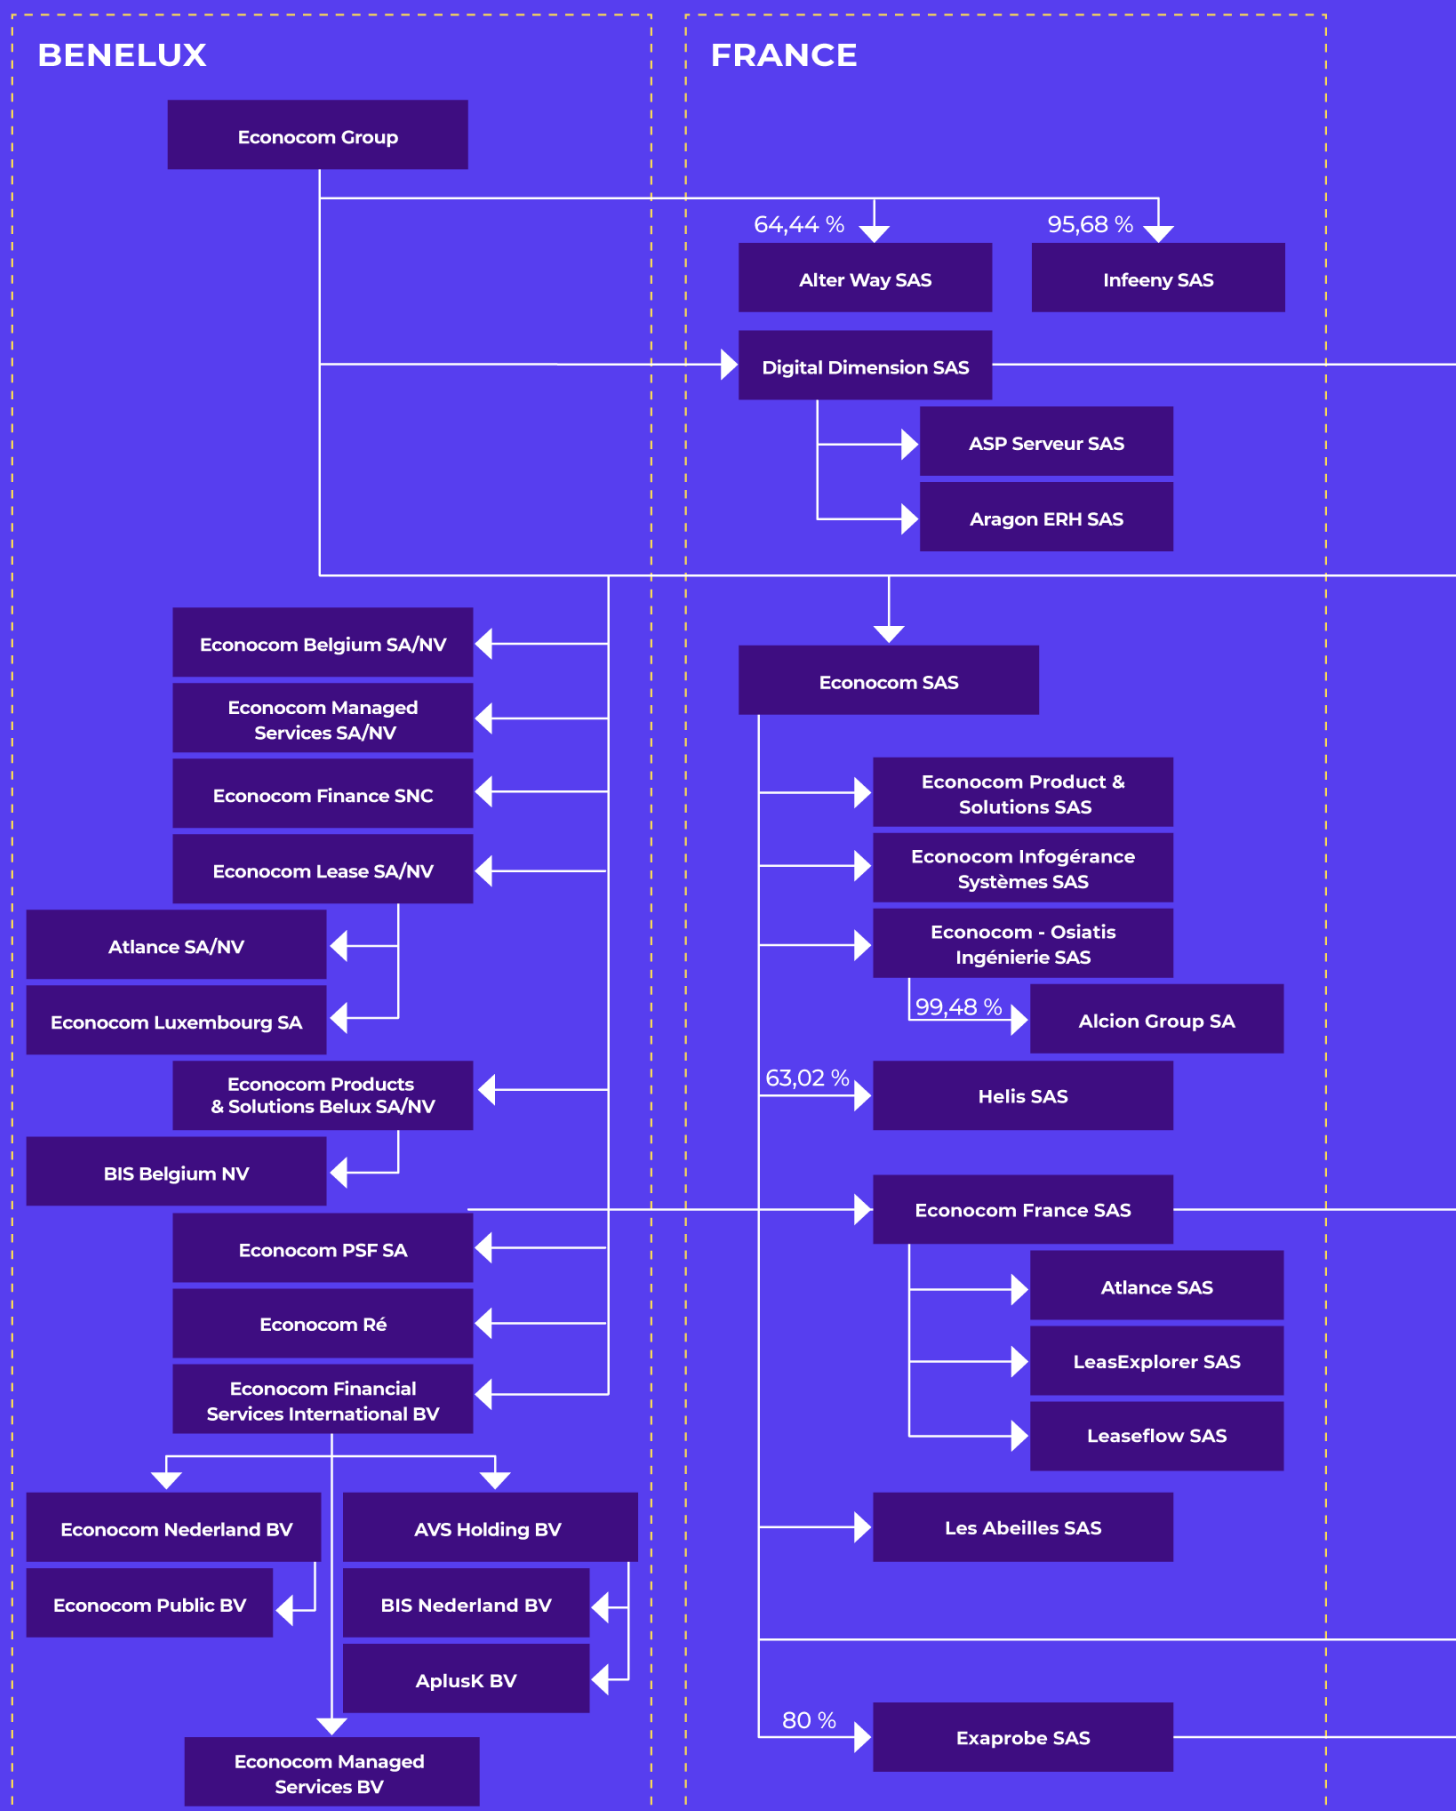 BENELUX
Econocom Group
Econocom Belgium SA/NV
Econocom Managed
Services SA/NV
Econocom Finance SNC
Econocom Lease SA/NV
Atlance SA/NV
Econocom Luxembourg SA
Econocom Products
& Solutions Belux SA/NV
BIS Belgium NV
Econocom PSF SA
Econocom Ré
Econocom Financial
Services International BV
Econocom Nederland BV
AVS Holding BV
Econocom Public BV
BIS Nederland BV
AplusK BV
Econocom Managed
Services BV
FRANCE
64,44 %
95,68 %
Alter Way SAS
Infeeny SAS
Digital Dimension SAS
ASP Serveur SAS
Aragon ERH SAS
Econocom SAS
Econocom Product &
Solutions SAS
Econocom Infogérance
Systèmes SAS
Econocom - Osiatis
Ingénierie SAS
99,48 %
Alcion Group SA
63,02 %
Helis SAS
Econocom France SAS
Atlance SAS
LeasExplorer SAS
Leaseflow SAS
Les Abeilles SAS
80 %
Exaprobe SAS